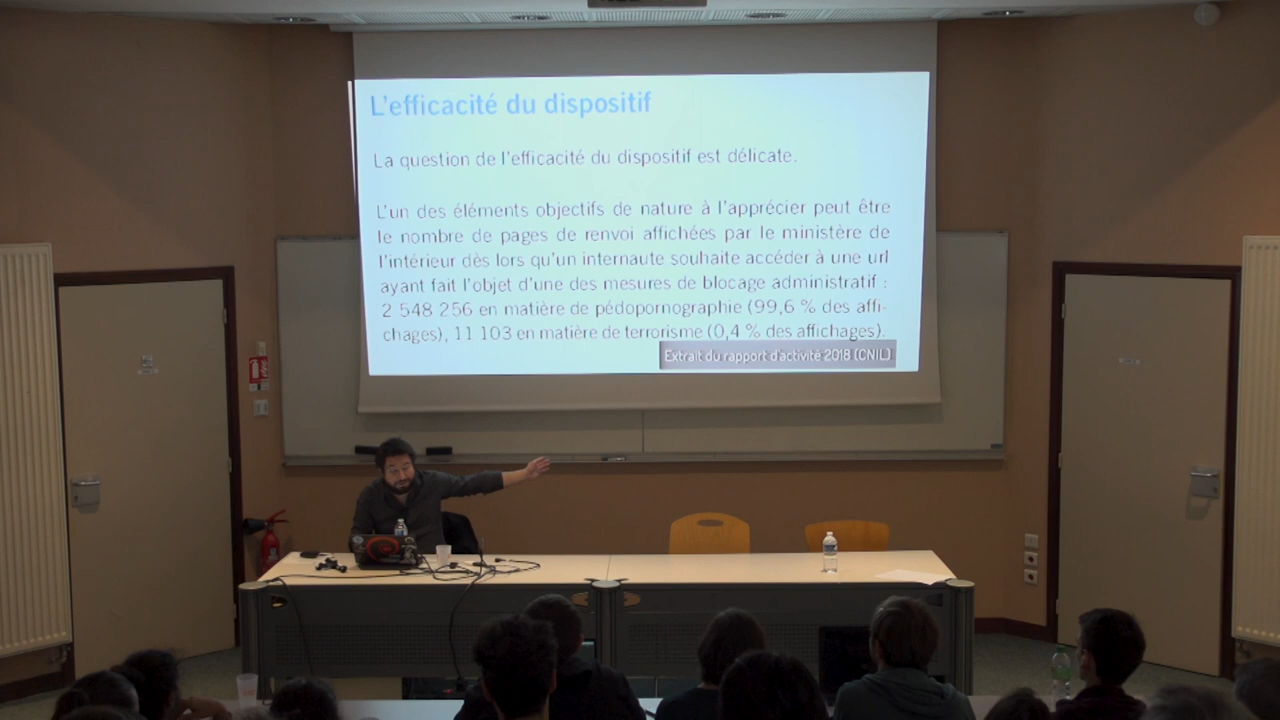 L'efficacité du dispositif
La question de l'efficacité du dispositif est délicate.
L'un des éléments objectifs de nature à l'apprécier peut être
le nombre de pages de renvoi affichées par le ministère de
l'intérieur dès lors qu'un internaute souhaite accéder à une url
ayant fait l'objet d'une des mesures de blocage administratif :
2 548 256 en matière de pédopornographie (99,6 % des affi-
chages), 11 103 en matière de terrorisme (0,4 % des affichages).
Extrait du rapport d'activité 2018 (CNIL)